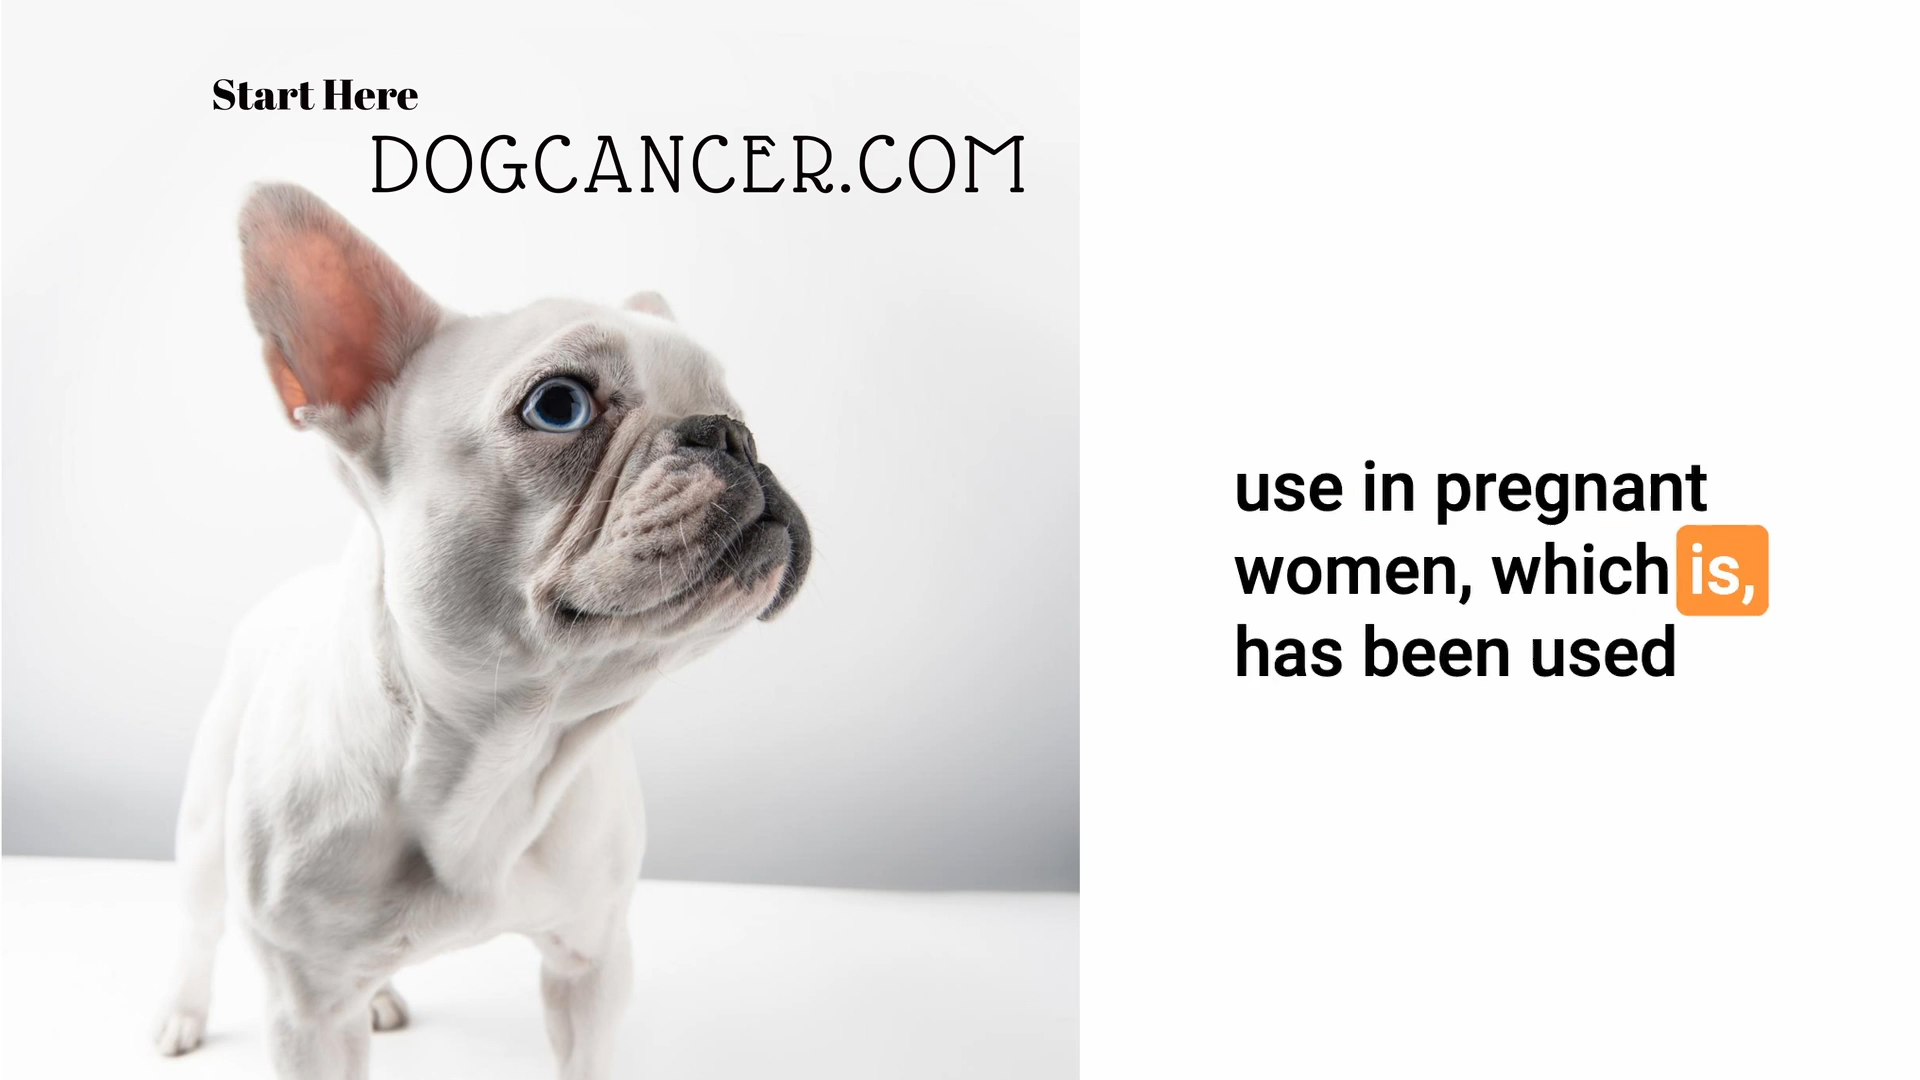 Start Here
DOGCANCER.COM
use in pregnant
women, which is,
has been used